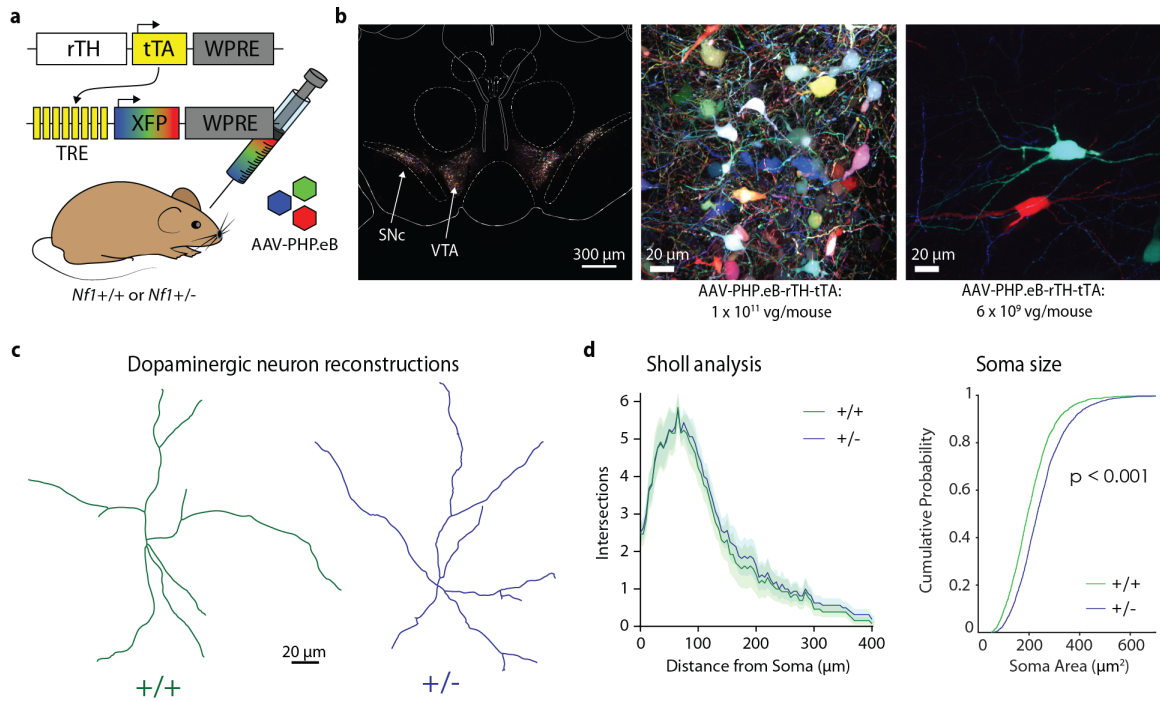 a
rTH
tTA
WPRE
XFP
WPRE
TRE
AAV-PHP.eB
Nf1+/+ or Nf1+/-
b
SNc
VTA
300 µm
20 µm
AAV-PHP.eB-rTH-tTA:
1 x 10¹¹ vg/mouse
20 µm
AAV-PHP.eB-rTH-tTA:
6 x 10⁹ vg/mouse
c
Dopaminergic neuron reconstructions
20 µm
+/+
+/-
d
Sholl analysis
+/+
+/-
Intersections
6
5
4
3
2
1
0
0 100 200 300 400
Distance from Soma (µm)
Soma size
Cumulative Probability
1
0.8
0.6
0.4
0.2
0
p < 0.001
+/+
+/-
0 200 400 600
Soma Area (µm²)